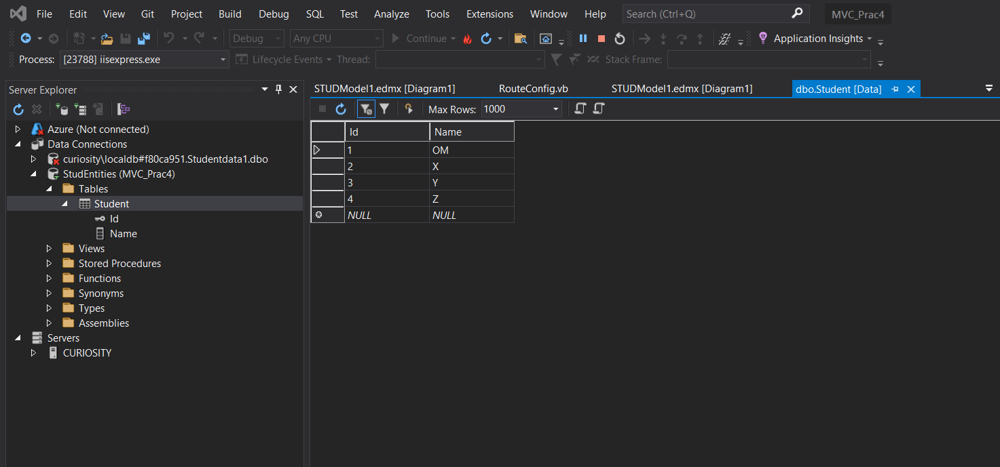 File Edit View Git Project Build Debug SQL Test Analyze Tools Extensions Window Help Search (Ctrl+Q) MVC_Prac4
Debug Any CPU Continue Application Insights
Process: [23788] iisexpress.exe Lifecycle Events Thread: Stack Frame:
Server Explorer
Azure (Not connected)
Data Connections
curiosity\localdb#f80ca951.Studentdata1.dbo
StudEntities (MVC_Prac4)
Tables
Student
Id
Name
Views
Stored Procedures
Functions
Synonyms
Types
Assemblies
Servers
CURIOSITY
STUDModel1.edmx [Diagram1] RouteConfig.vb STUDModel1.edmx [Diagram1] dbo.Student [Data]
Max Rows: 1000
Id Name
1 OM
2 X
3 Y
4 Z
NULL NULL